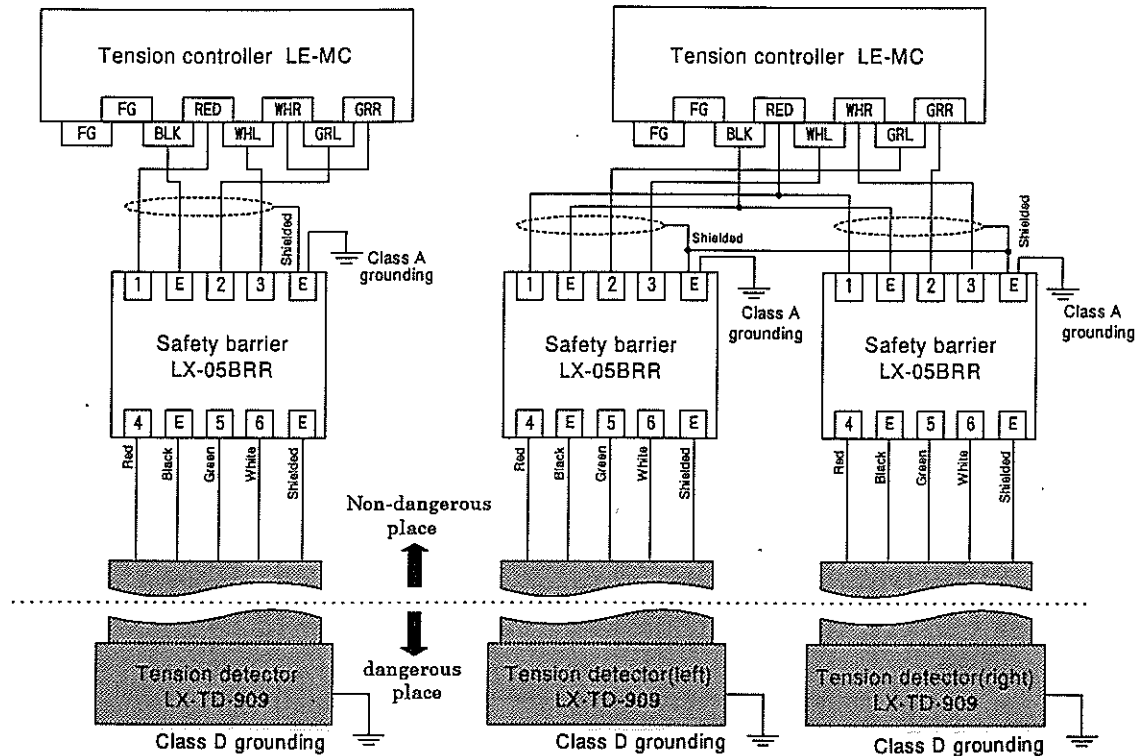 Tension controller LE-MC
FG RED WHR GRR
FG BLK WHL GRL
Shielded
Class A
grounding
1 E 2 3 E
Safety barrier
LX-05BRR
4 E 5 6 E
Red Black Green White Shielded
Tension detector
LX-TD-909
Class D grounding
Non-dangerous
place
dangerous
place
Tension controller LE-MC
FG RED WHR GRR
FG BLK WHL GRL
Shielded
Shielded
1 E 2 3 E
Class A
grounding
Safety barrier
LX-05BRR
4 E 5 6 E
Red Black Green White Shielded
Tension detector(left)
LX-TD-909
Class D grounding
1 E 2 3 E
Class A
grounding
Safety barrier
LX-05BRR
4 E 5 6 E
Red Black Green White Shielded
Tension detector(right)
LX-TD-909
Class D grounding